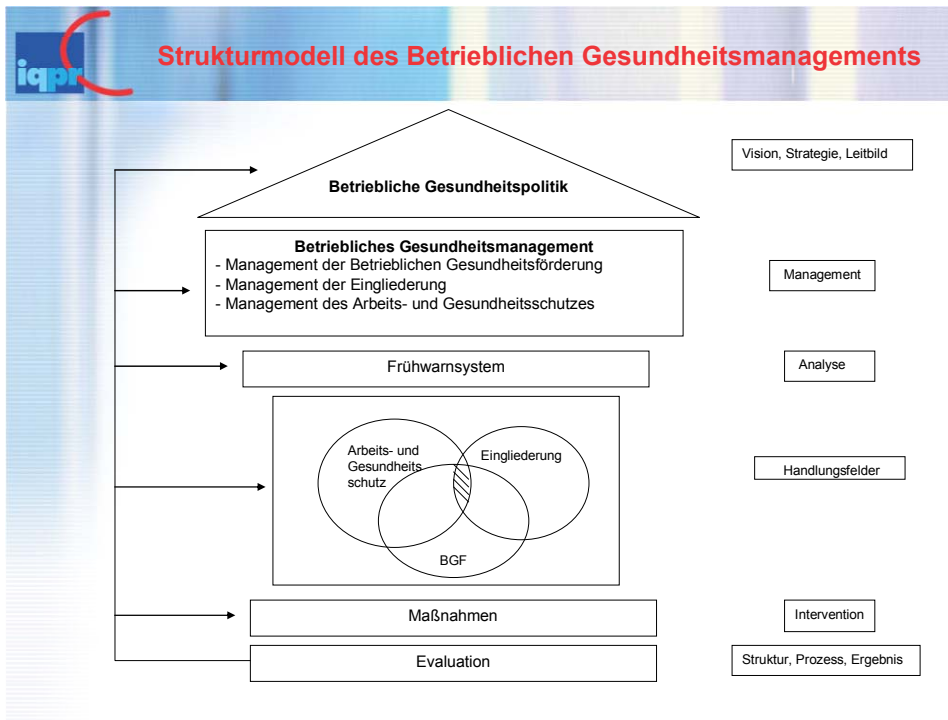 iqpr
Strukturmodell des Betrieblichen Gesundheitsmanagements
Vision, Strategie, Leitbild
Betriebliche Gesundheitspolitik
Betriebliches Gesundheitsmanagement
- Management der Betrieblichen Gesundheitsförderung
- Management der Eingliederung
- Management des Arbeits- und Gesundheitsschutzes
Management
Frühwarnsystem
Analyse
Arbeits- und
Gesundheits
schutz
Eingliederung
BGF
Handlungsfelder
Maßnahmen
Intervention
Evaluation
Struktur, Prozess, Ergebnis